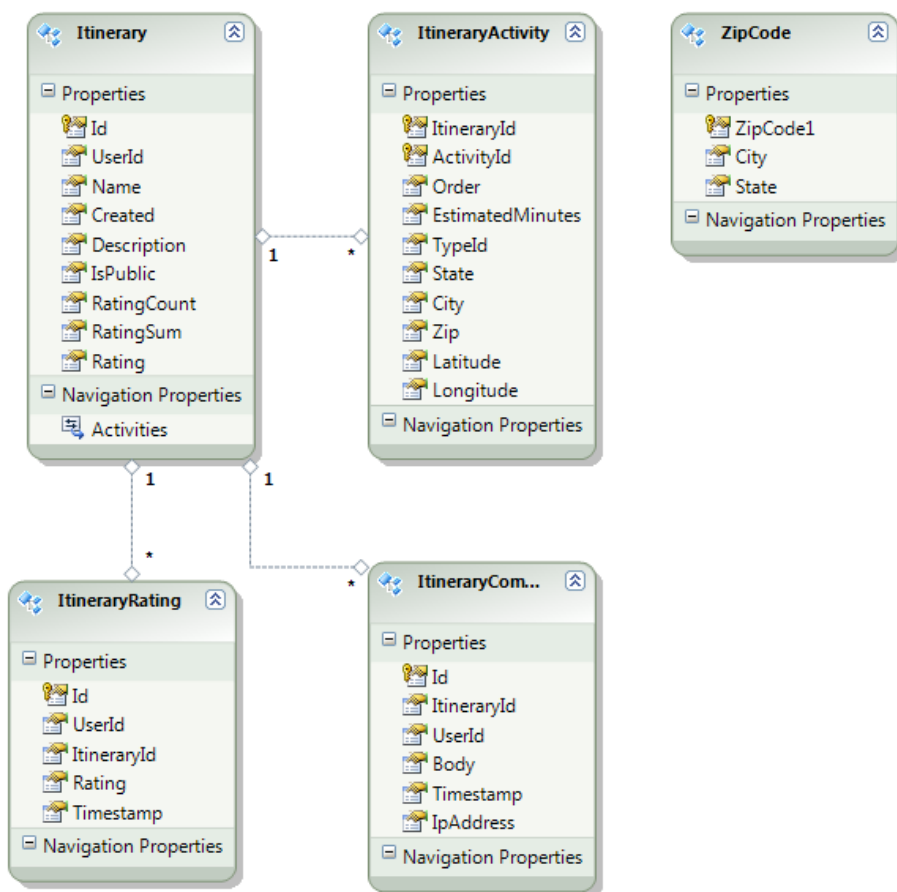 Itinerary
Properties
Id
UserId
Name
Created
Description
IsPublic
RatingCount
RatingSum
Rating
Navigation Properties
Activities
1
*
ItineraryActivity
Properties
ItineraryId
ActivityId
Order
EstimatedMinutes
TypeId
State
City
Zip
Latitude
Longitude
Navigation Properties
ZipCode
Properties
ZipCode1
City
State
Navigation Properties
1
*
1
*
ItineraryRating
Properties
Id
UserId
ItineraryId
Rating
Timestamp
Navigation Properties
ItineraryCom...
Properties
Id
ItineraryId
UserId
Body
Timestamp
IpAddress
Navigation Properties